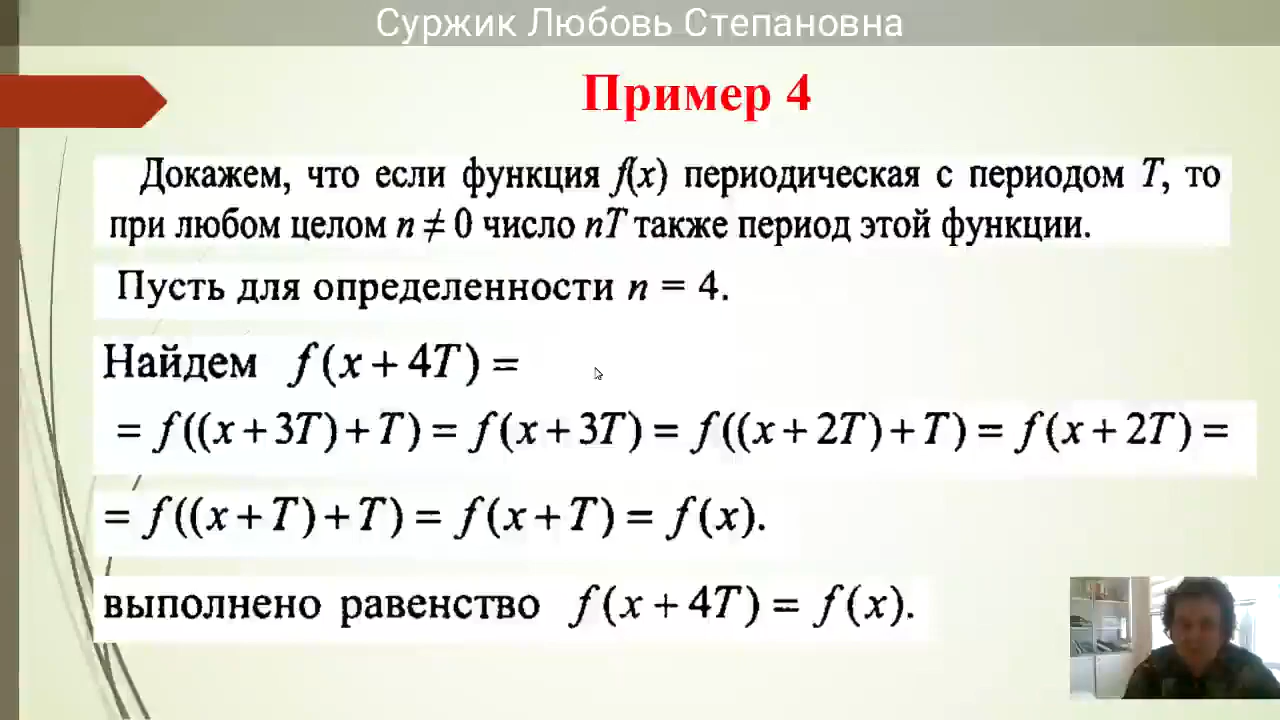 Суржик Любовь Степановна
Пример 4
Докажем, что если функция f(x) периодическая с периодом T, то
при любом целом n ≠ 0 число nT также период этой функции.
Пусть для определенности n = 4.
Найдем f(x + 4T) =
= f((x + 3T) + T) = f(x + 3T) = f((x + 2T) + T) = f(x + 2T) =
= f((x + T) + T) = f(x + T) = f(x).
выполнено равенство f(x + 4T) = f(x).